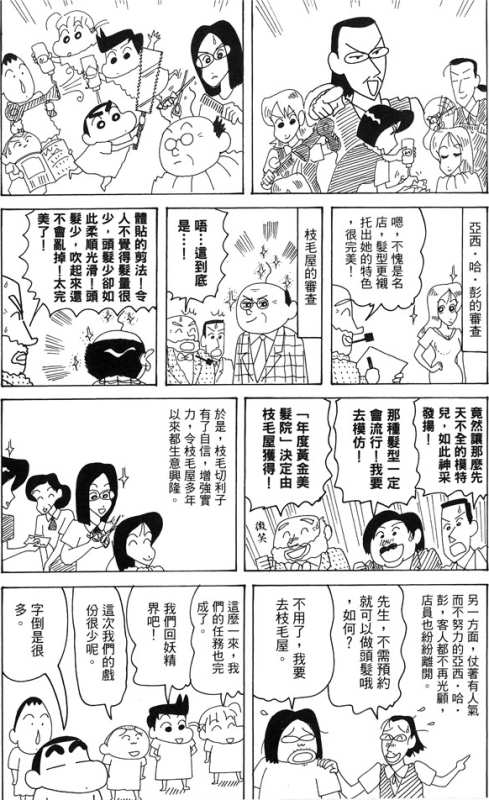 亞西・哈・彭的審查
嗯，不愧是名
店，髮型更襯
托出她的特色
，很完美！
枝毛屋的審查
唔…這到底
是…！
體貼的剪法！令
人不覺得髮量很
少，頭髮少卻如
此柔順光滑！頭
髮少，吹起來還
不會亂掉！太完
美了！
竟然讓那麼先
天不全的模特
兒，如此神采
發揚！
那種髮型一定
會流行！我要
去模仿！
「年度黃金美
髮院」決定由
枝毛屋獲得！
微笑
於是，枝毛切利子
有了自信，增強實
力，令枝毛屋多年
以來都生意興隆。
另一方面，仗著有人氣
而不努力的亞西・哈・
彭，客人都不再光顧，
店員也紛紛離開。
先生，不需預約
就可以做頭髮哦
，如何？
不用了，我要
去枝毛屋。
這麼一來，我
們的任務也完
成了。
我們回妖精
界吧！
這次我們的戲
份很少呢。
字倒是很
多。